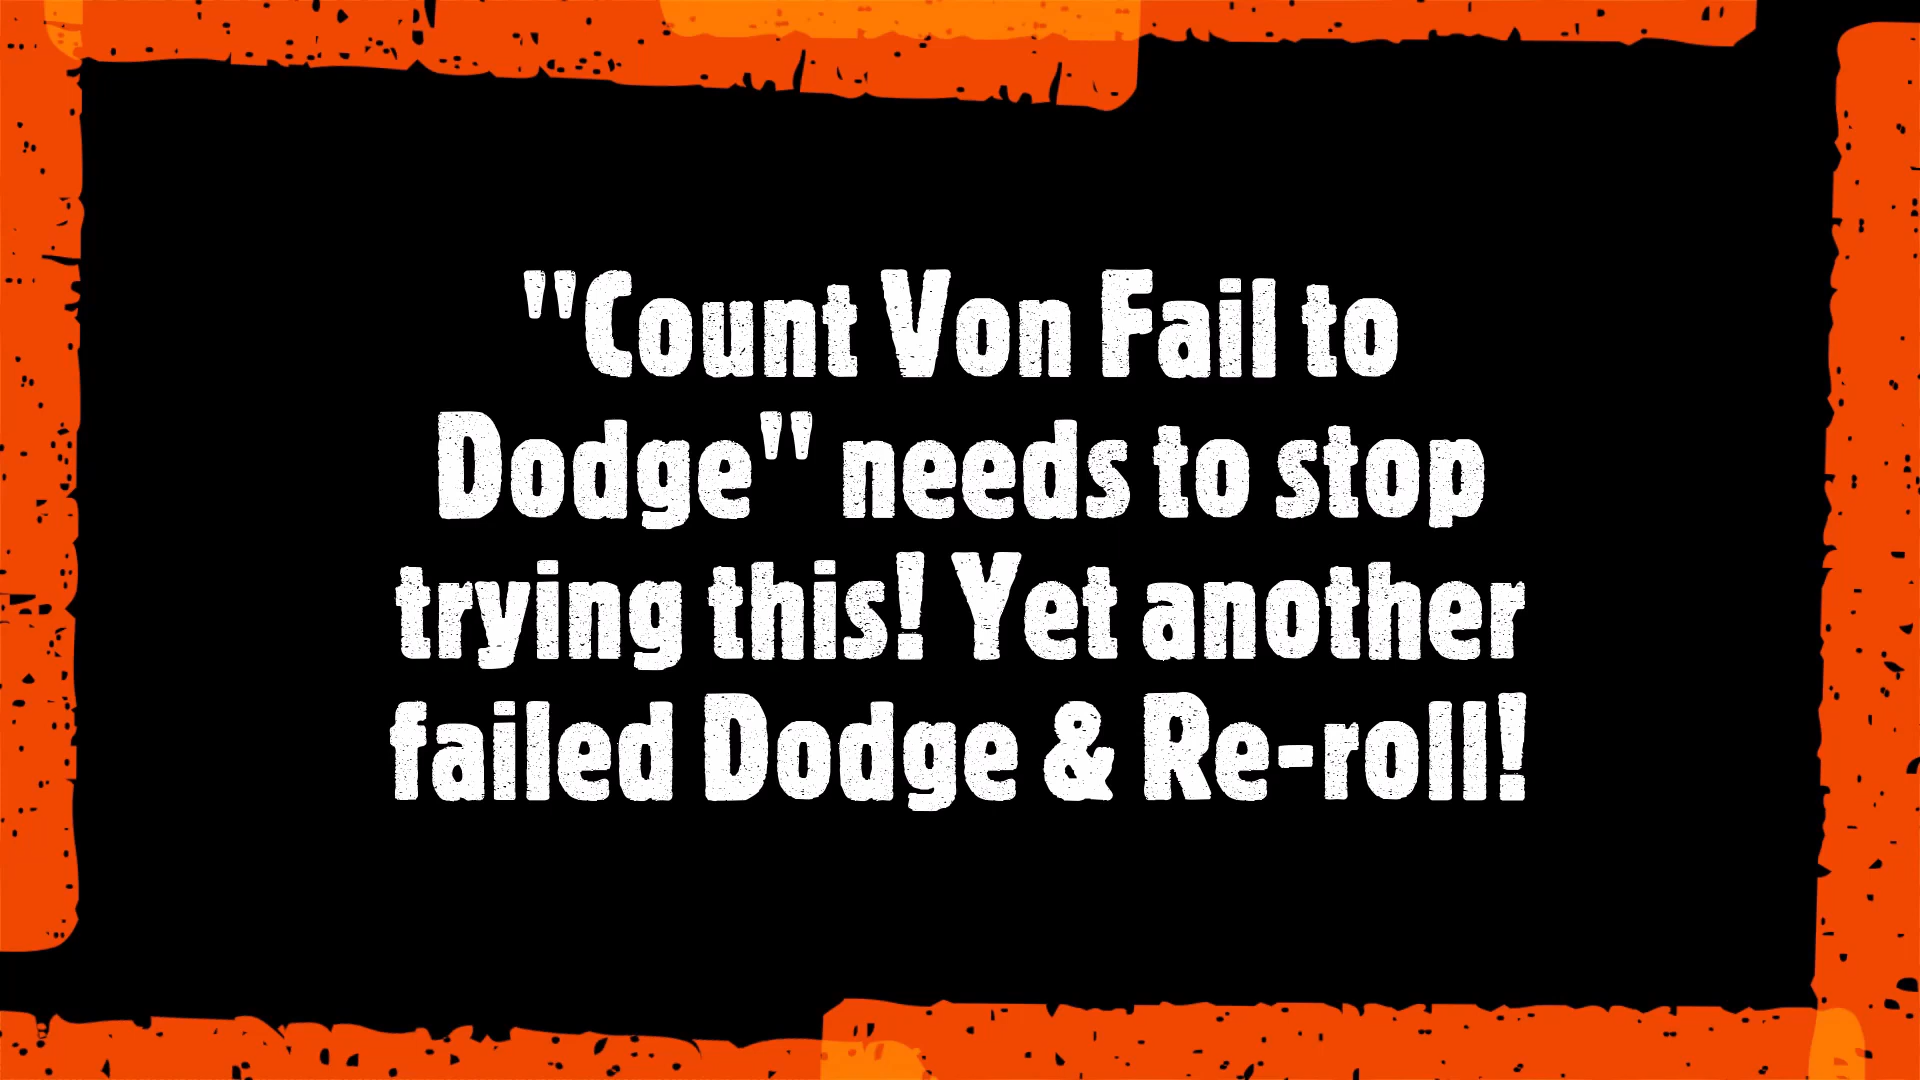 "Count Von Fail to
Dodge" needs to stop
trying this! Yet another
failed Dodge & Re-roll!